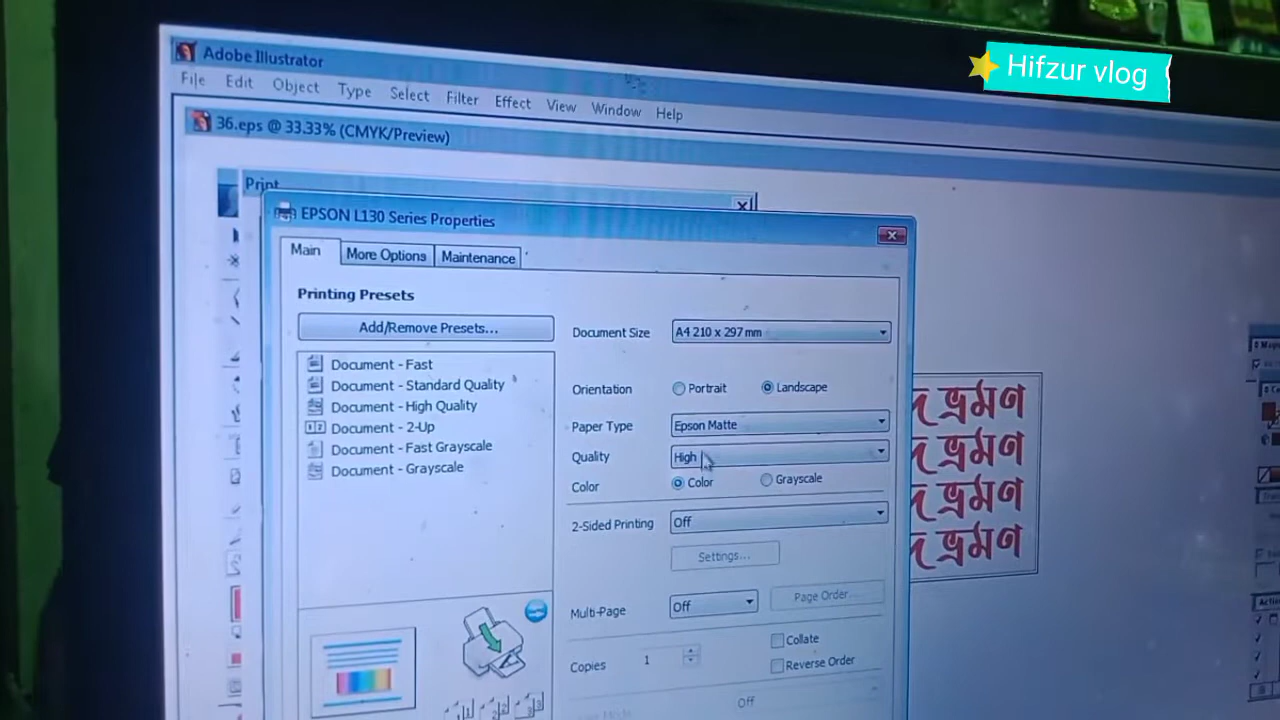 Adobe Illustrator
Hifzur vlog
File Edit Object Type Select Filter Effect View Window Help
36.eps @ 33.33% (CMYK/Preview)
Print
EPSON L130 Series Properties
Main More Options Maintenance
Printing Presets
Add/Remove Presets...
Document - Fast
Document - Standard Quality
Document - High Quality
Document - 2-Up
Document - Fast Grayscale
Document - Grayscale
Document Size A4 210 x 297 mm
Orientation Portrait Landscape
Paper Type Epson Matte
Quality High
Color Color Grayscale
2-Sided Printing Off
Settings...
Multi-Page Off Page Order...
Copies 1 Collate
Reverse Order
Off
ভ্রমণ
ভ্রমণ
ভ্রমণ
ভ্রমণ